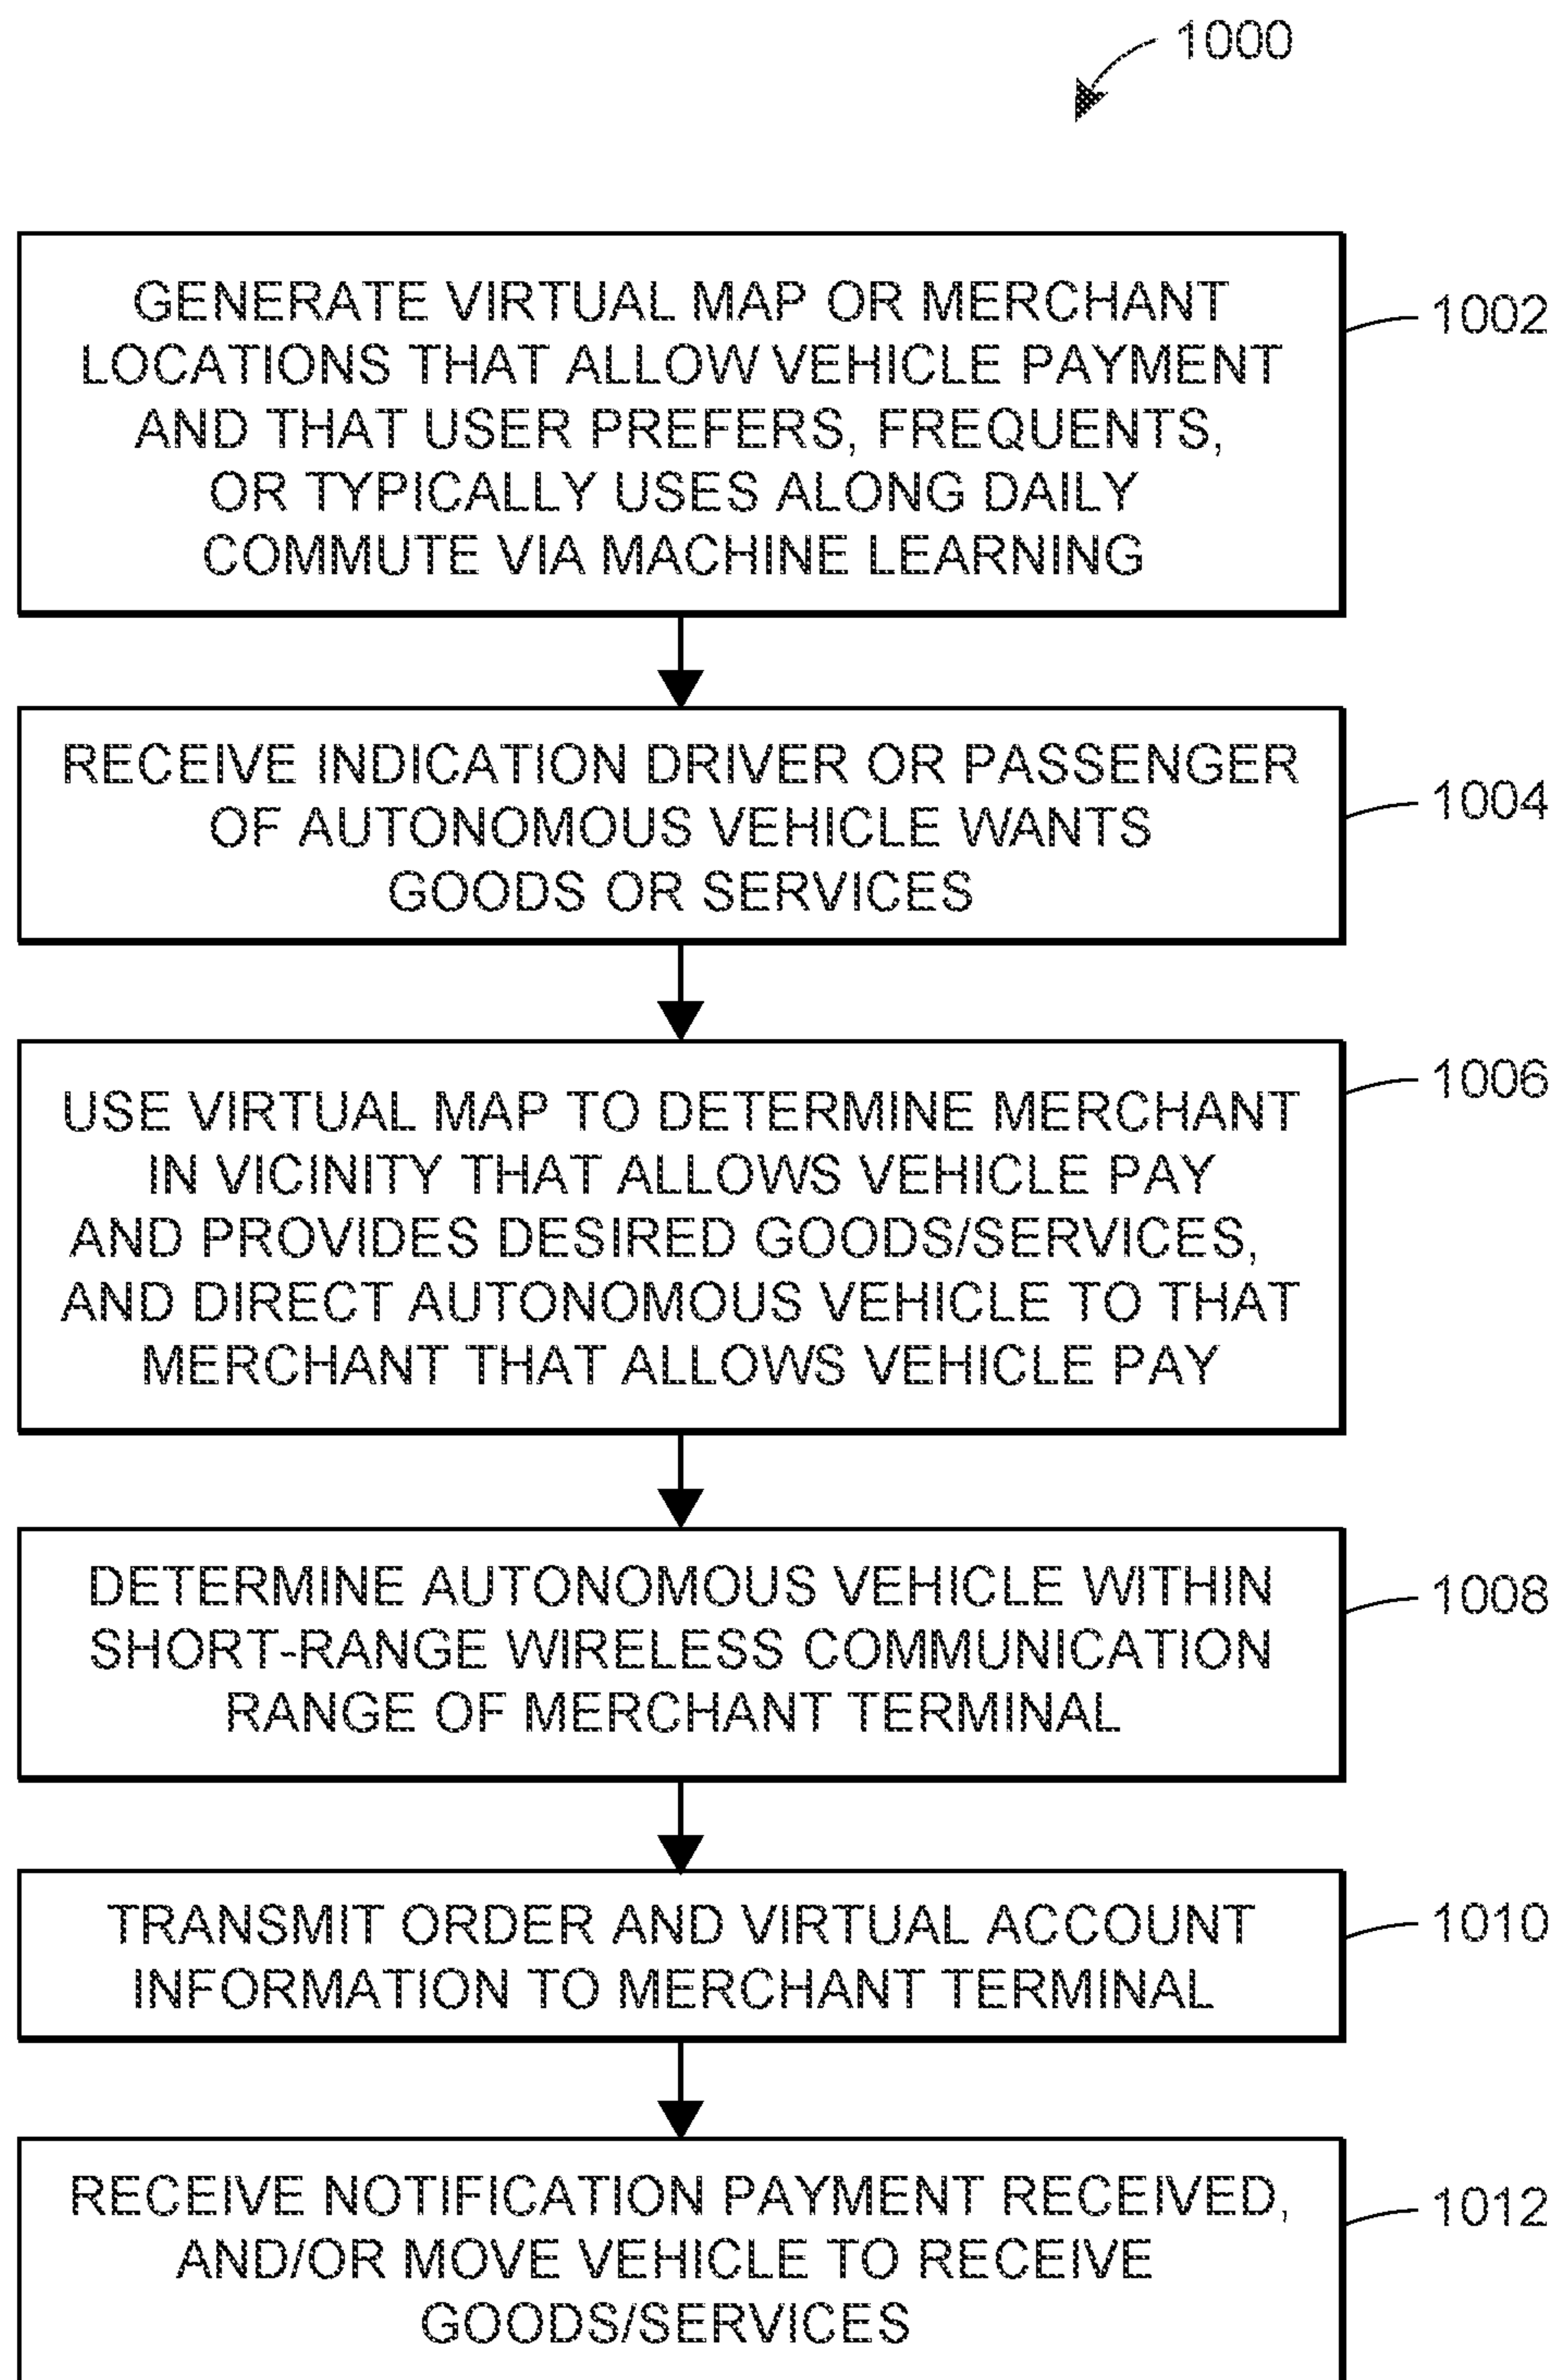 1000
GENERATE VIRTUAL MAP OR MERCHANT
LOCATIONS THAT ALLOW VEHICLE PAYMENT
AND THAT USER PREFERS, FREQUENTS,
OR TYPICALLY USES ALONG DAILY
COMMUTE VIA MACHINE LEARNING
1002
RECEIVE INDICATION DRIVER OR PASSENGER
OF AUTONOMOUS VEHICLE WANTS
GOODS OR SERVICES
1004
USE VIRTUAL MAP TO DETERMINE MERCHANT
IN VICINITY THAT ALLOWS VEHICLE PAY
AND PROVIDES DESIRED GOODS/SERVICES,
AND DIRECT AUTONOMOUS VEHICLE TO THAT
MERCHANT THAT ALLOWS VEHICLE PAY
1006
DETERMINE AUTONOMOUS VEHICLE WITHIN
SHORT-RANGE WIRELESS COMMUNICATION
RANGE OF MERCHANT TERMINAL
1008
TRANSMIT ORDER AND VIRTUAL ACCOUNT
INFORMATION TO MERCHANT TERMINAL
1010
RECEIVE NOTIFICATION PAYMENT RECEIVED,
AND/OR MOVE VEHICLE TO RECEIVE
GOODS/SERVICES
1012